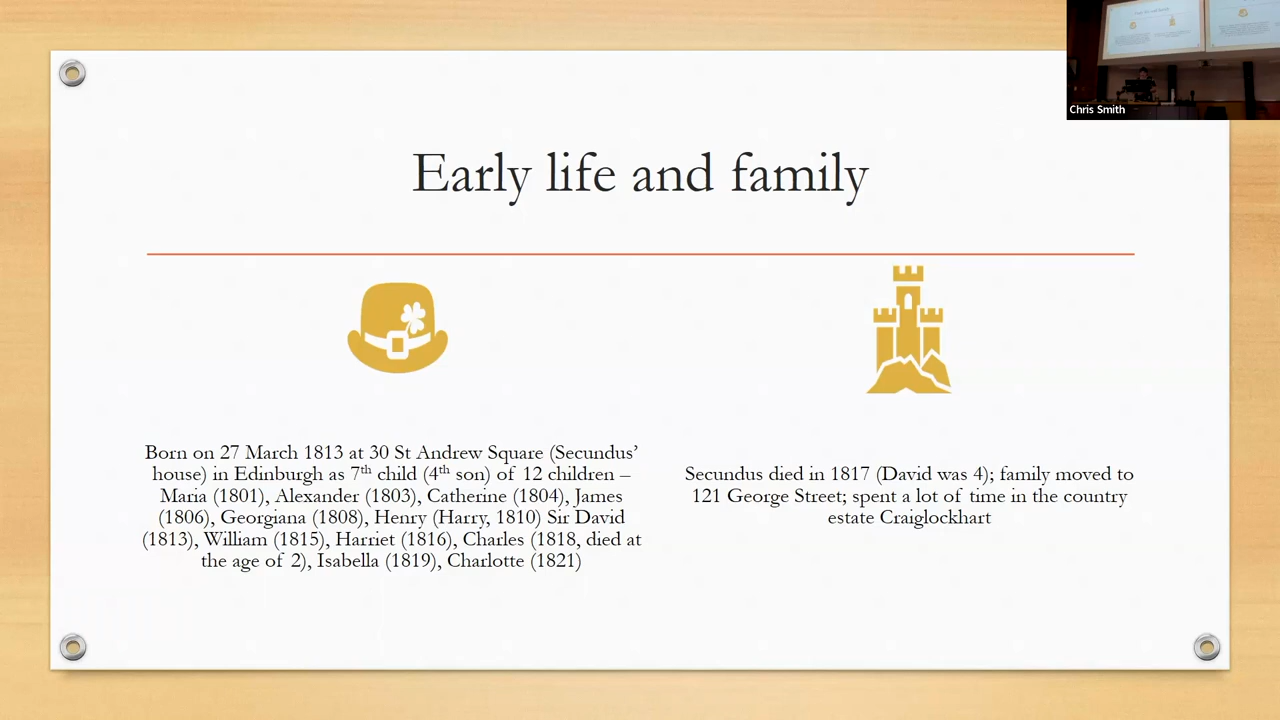 Chris Smith
Early life and family
Born on 27 March 1813 at 30 St Andrew Square (Secundus’
house) in Edinburgh as 7th child (4th son) of 12 children –
Maria (1801), Alexander (1803), Catherine (1804), James
(1806), Georgiana (1808), Henry (Harry, 1810) Sir David
(1813), William (1815), Harriet (1816), Charles (1818, died at
the age of 2), Isabella (1819), Charlotte (1821)
Secundus died in 1817 (David was 4); family moved to
121 George Street; spent a lot of time in the country
estate Craiglockhart